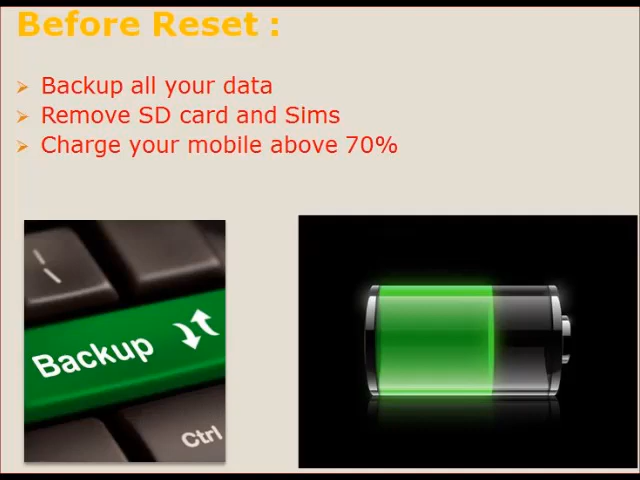 Before Reset :
Backup all your data
Remove SD card and Sims
Charge your mobile above 70%
Backup
Ctrl